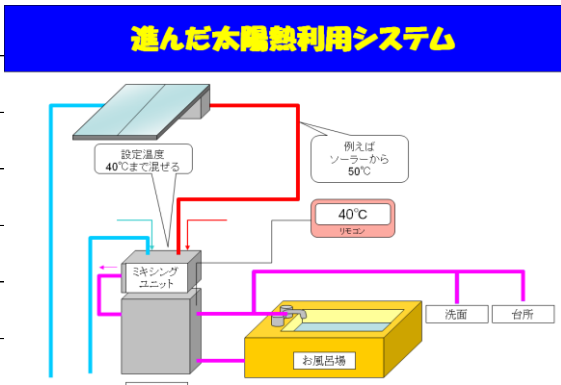 進んだ太陽熱利用システム
設定温度
40℃まで混ぜる
例えば
ソーラーから
50℃
40℃
リモコン
ミキシング
ユニット
洗面
台所
お風呂場